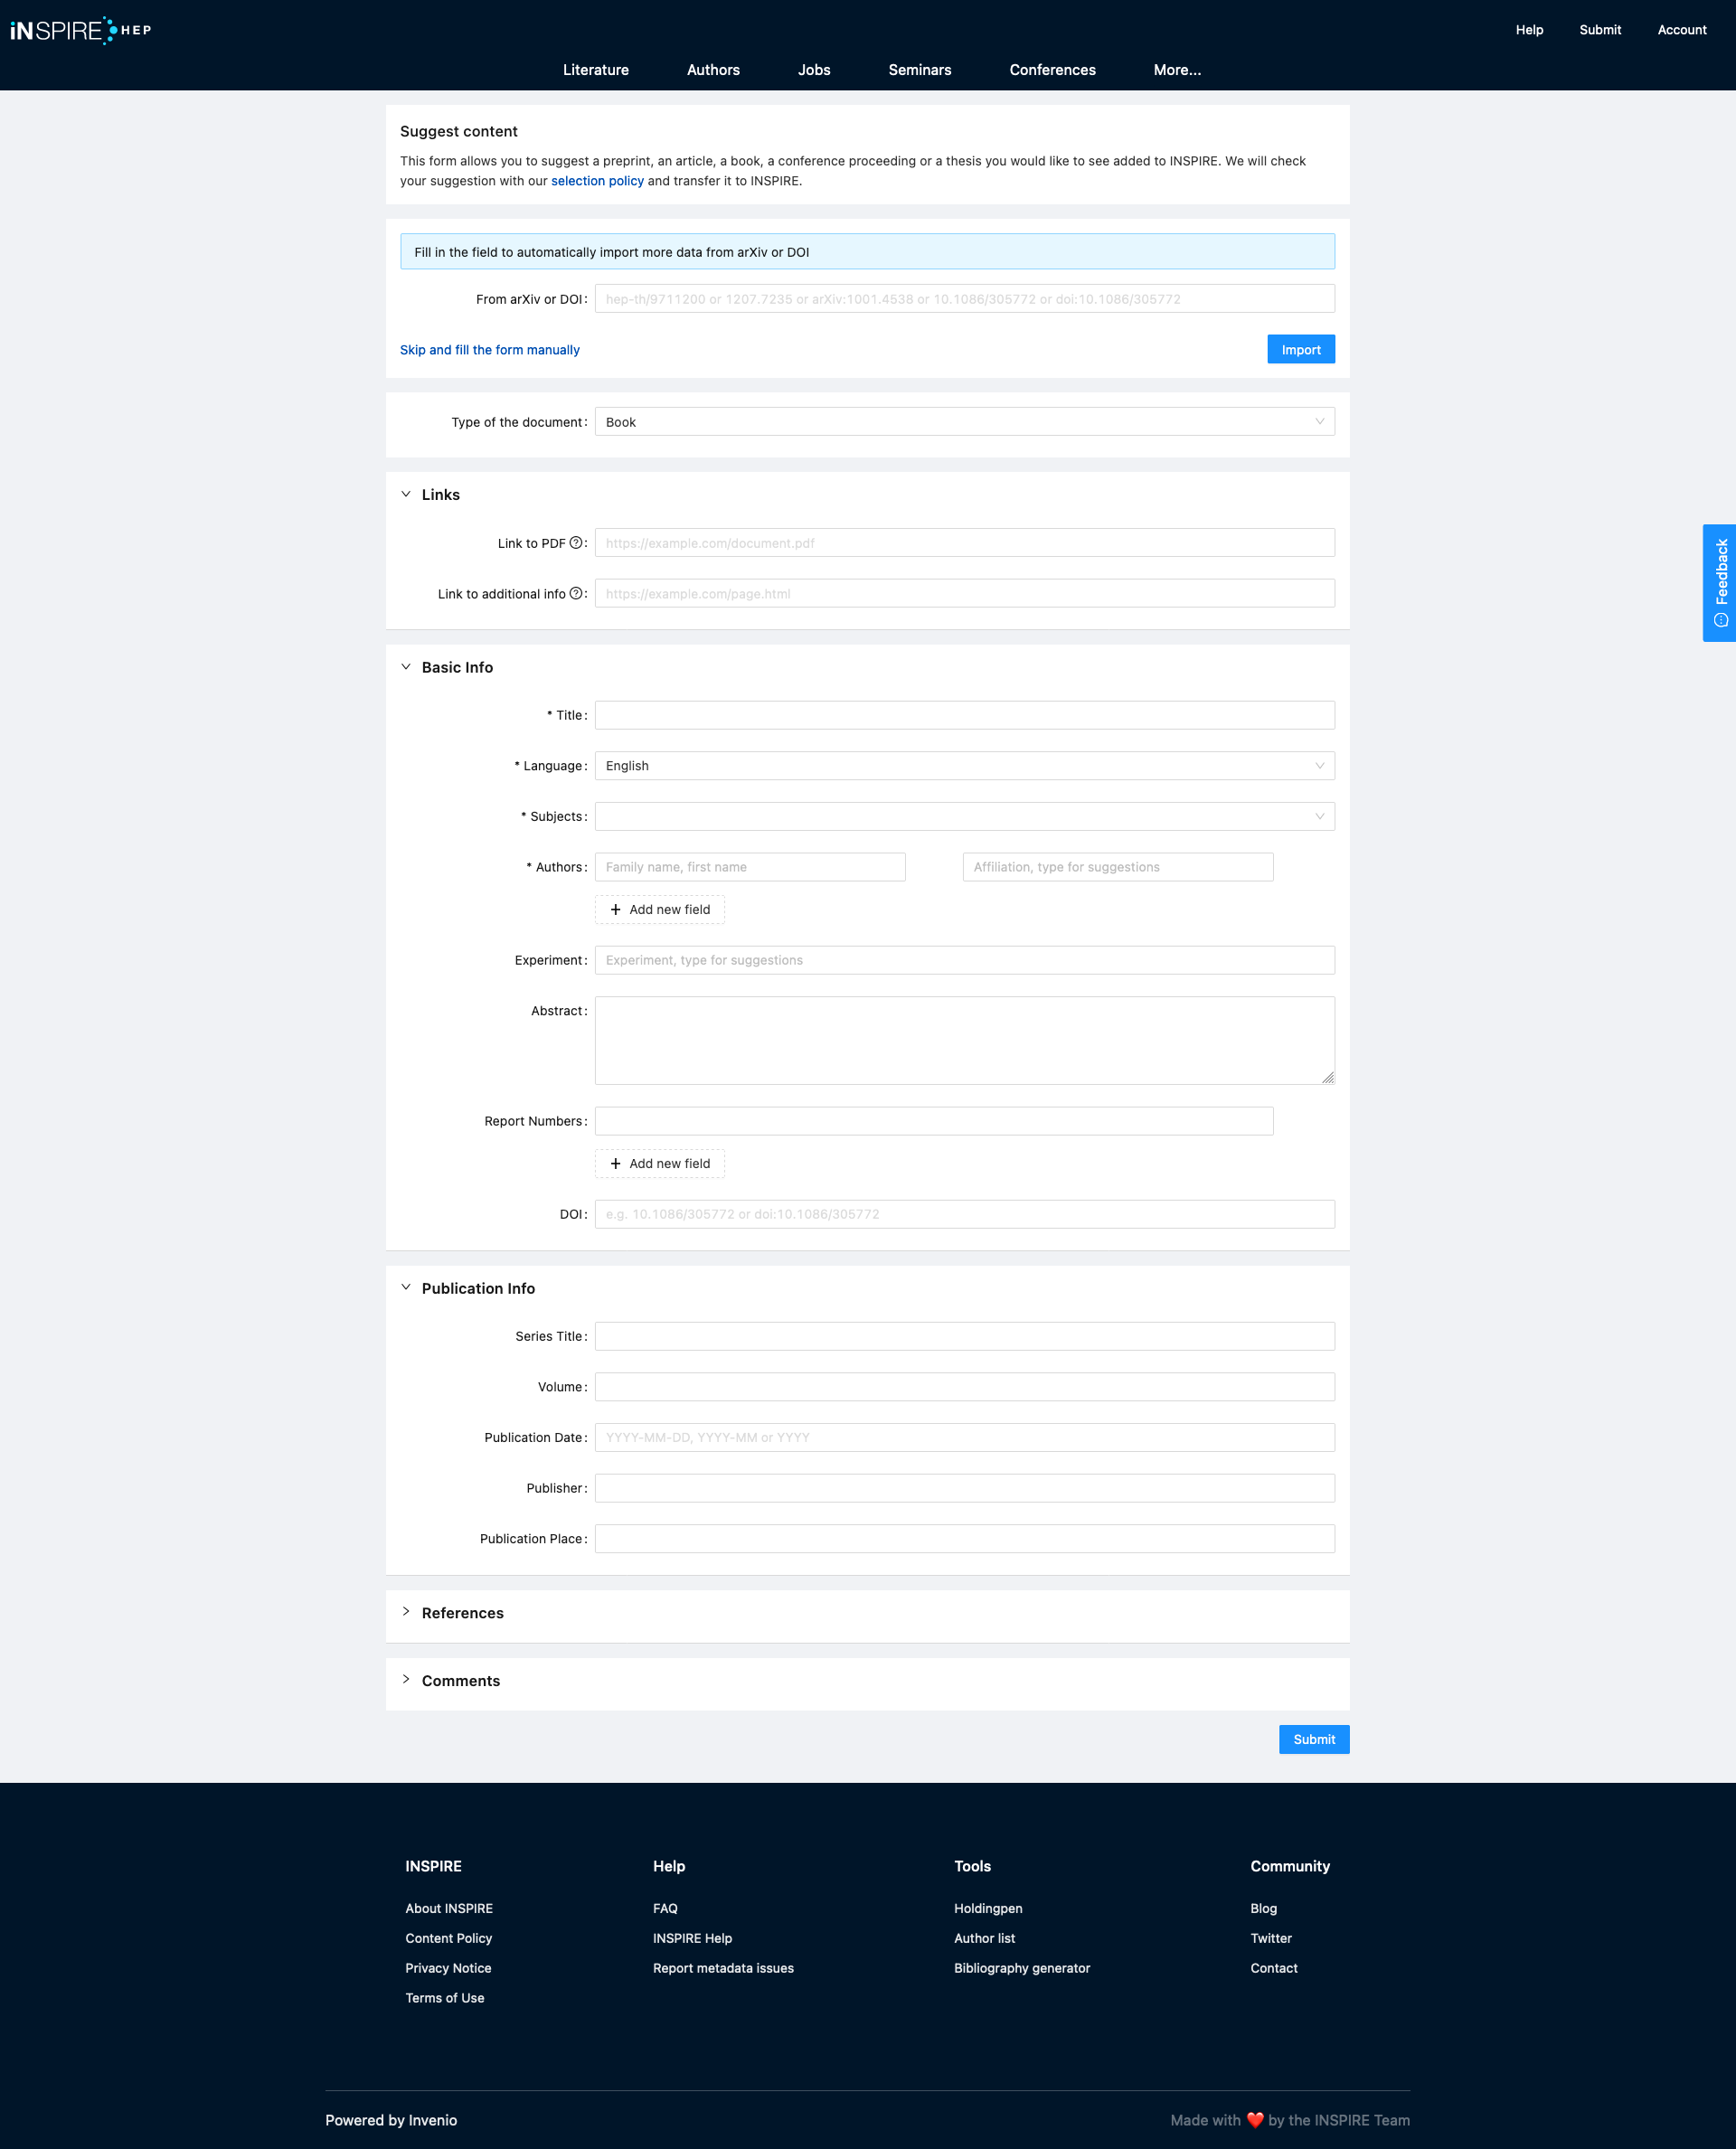 iNSPIRE HEP
Help Submit Account
Literature Authors Jobs Seminars Conferences More...
Suggest content
This form allows you to suggest a preprint, an article, a book, a conference proceeding or a thesis you would like to see added to INSPIRE. We will check
your suggestion with our selection policy and transfer it to INSPIRE.
Fill in the field to automatically import more data from arXiv or DOI
From arXiv or DOI: hep-th/9711200 or 1207.7235 or arXiv:1001.4538 or 10.1086/305772 or doi:10.1086/305772
Skip and fill the form manually Import
Type of the document: Book
Links
Link to PDF ?: https://example.com/document.pdf
Link to additional info ?: https://example.com/page.html
Feedback
Basic Info
* Title:
* Language: English
* Subjects:
* Authors: Family name, first name Affiliation, type for suggestions
+ Add new field
Experiment: Experiment, type for suggestions
Abstract:
Report Numbers:
+ Add new field
DOI: e.g. 10.1086/305772 or doi:10.1086/305772
Publication Info
Series Title:
Volume:
Publication Date: YYYY-MM-DD, YYYY-MM or YYYY
Publisher:
Publication Place:
References
Comments
Submit
INSPIRE
About INSPIRE
Content Policy
Privacy Notice
Terms of Use
Help
FAQ
INSPIRE Help
Report metadata issues
Tools
Holdingpen
Author list
Bibliography generator
Community
Blog
Twitter
Contact
Powered by Invenio
Made with ❤️ by the INSPIRE Team